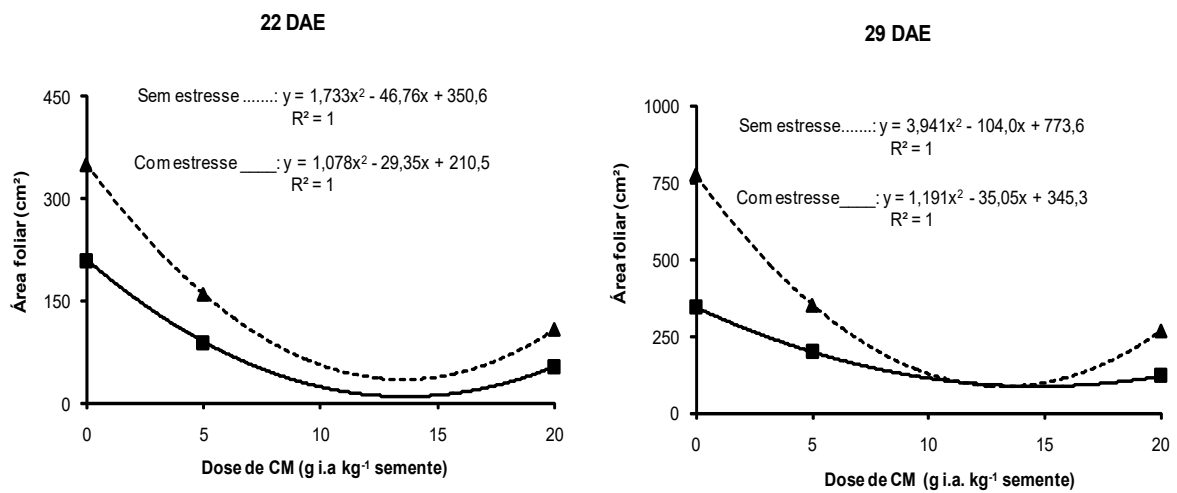 22 DAE
Sem estresse .......: y = 1,733x² - 46,76x + 350,6
R² = 1
Com estresse ____: y = 1,078x² - 29,35x + 210,5
R² = 1
Área foliar (cm²)
450
300
150
0
0 5 10 15 20
Dose de CM (g i.a kg⁻¹ semente)
29 DAE
Sem estresse.......: y = 3,941x² - 104,0x + 773,6
R² = 1
Com estresse____: y = 1,191x² - 35,05x + 345,3
R² = 1
Área foliar (cm²)
1000
750
500
250
0
0 5 10 15 20
Dose de CM (g i.a. kg⁻¹ semente)